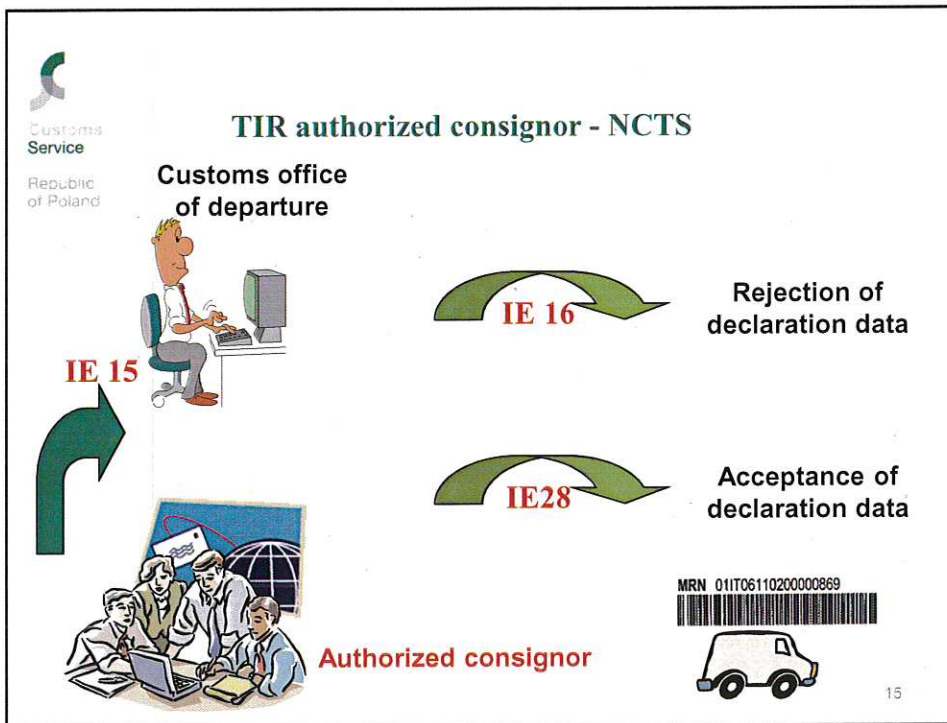 Customs
Service
Republic
of Poland
TIR authorized consignor - NCTS
Customs office
of departure
IE 15
IE 16
Rejection of
declaration data
IE28
Acceptance of
declaration data
MRN 01IT06110200000869
Authorized consignor
15